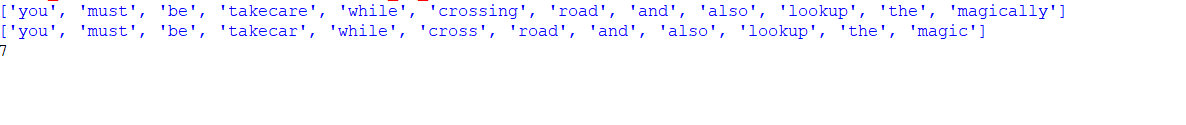 ['you', 'must', 'be', 'takecare', 'while', 'crossing', 'road', 'and', 'also', 'lookup', 'the', 'magically']
['you', 'must', 'be', 'takecar', 'while', 'cross', 'road', 'and', 'also', 'lookup', 'the', 'magic']
7